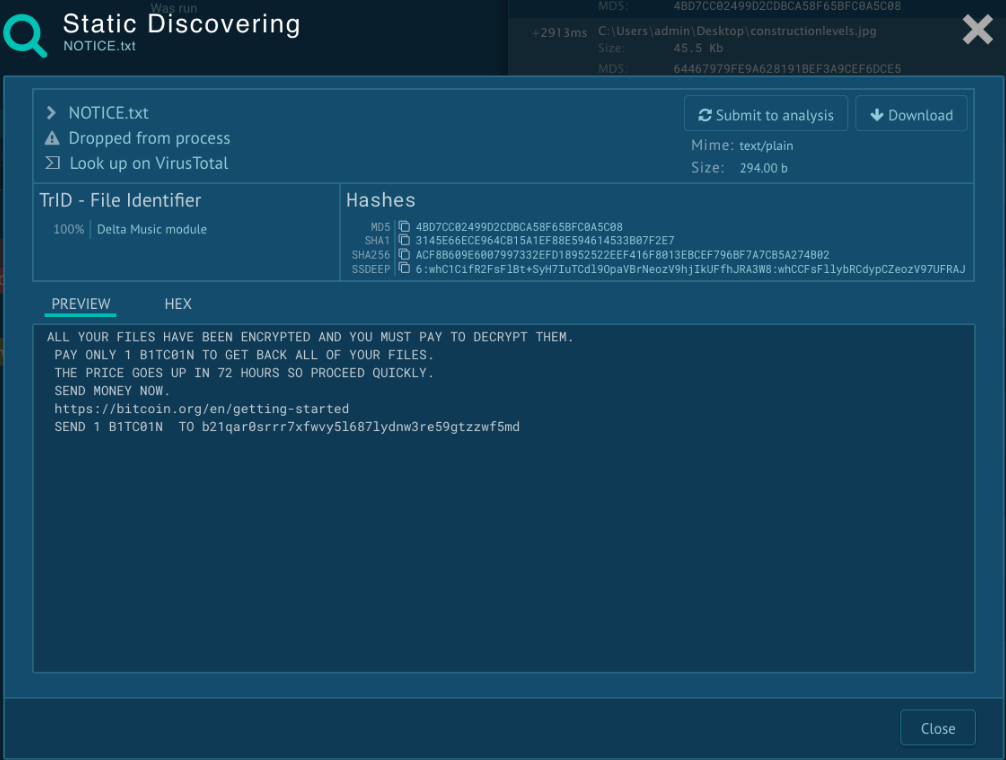 Was run
MD5: 4BD7CC02499D2CDBCA58F65BFC0A5C08
Static Discovering
NOTICE.txt
+2913ms C:\Users\admin\Desktop\constructionlevels.jpg
Size: 45.5 Kb
MD5: 64467979FE9A628191BEF3A9CEF6DCE5
NOTICE.txt
Dropped from process
Look up on VirusTotal
Submit to analysis
Download
Mime: text/plain
Size: 294.00 b
TrID - File Identifier
100% Delta Music module
Hashes
MD5 4BD7CC02499D2CDBCA58F65BFC0A5C08
SHA1 3145E66ECE964CB15A1EF88E594614533B07F2E7
SHA256 ACF8B609E6007997332EFD18952522EEF416F8013EBCEF796BF7A7CB5A274B02
SSDEEP 6:whC1CifR2FsFlBt+SyH7IuTCdl9OpaVBrNeozV9hjIkUFfhJRA3W8:whCCFsFllybRCdypCZeozV97UFRAJ
PREVIEW
HEX
ALL YOUR FILES HAVE BEEN ENCRYPTED AND YOU MUST PAY TO DECRYPT THEM.
PAY ONLY 1 B1TC01N TO GET BACK ALL OF YOUR FILES.
THE PRICE GOES UP IN 72 HOURS SO PROCEED QUICKLY.
SEND MONEY NOW.
https://bitcoin.org/en/getting-started
SEND 1 B1TC01N  TO b21qar0srrr7xfwvy5l687lydnw3re59gtzzwf5md
Close